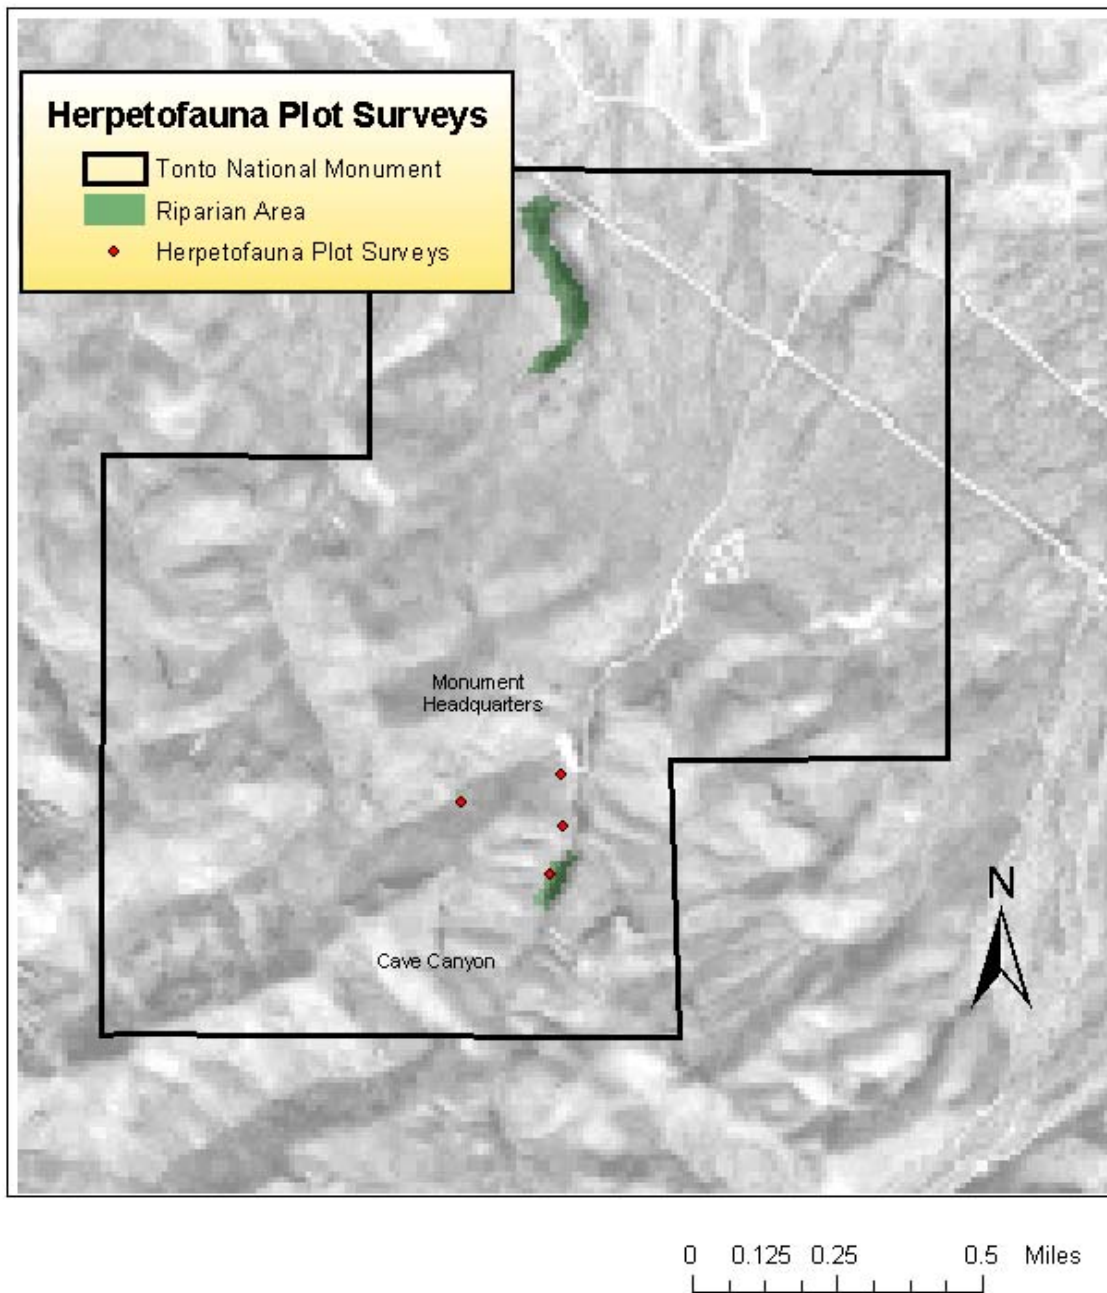 Herpetofauna Plot Surveys
Tonto National Monument
Riparian Area
Herpetofauna Plot Surveys
Monument
Headquarters
Cave Canyon
N
0 0.125 0.25 0.5 Miles